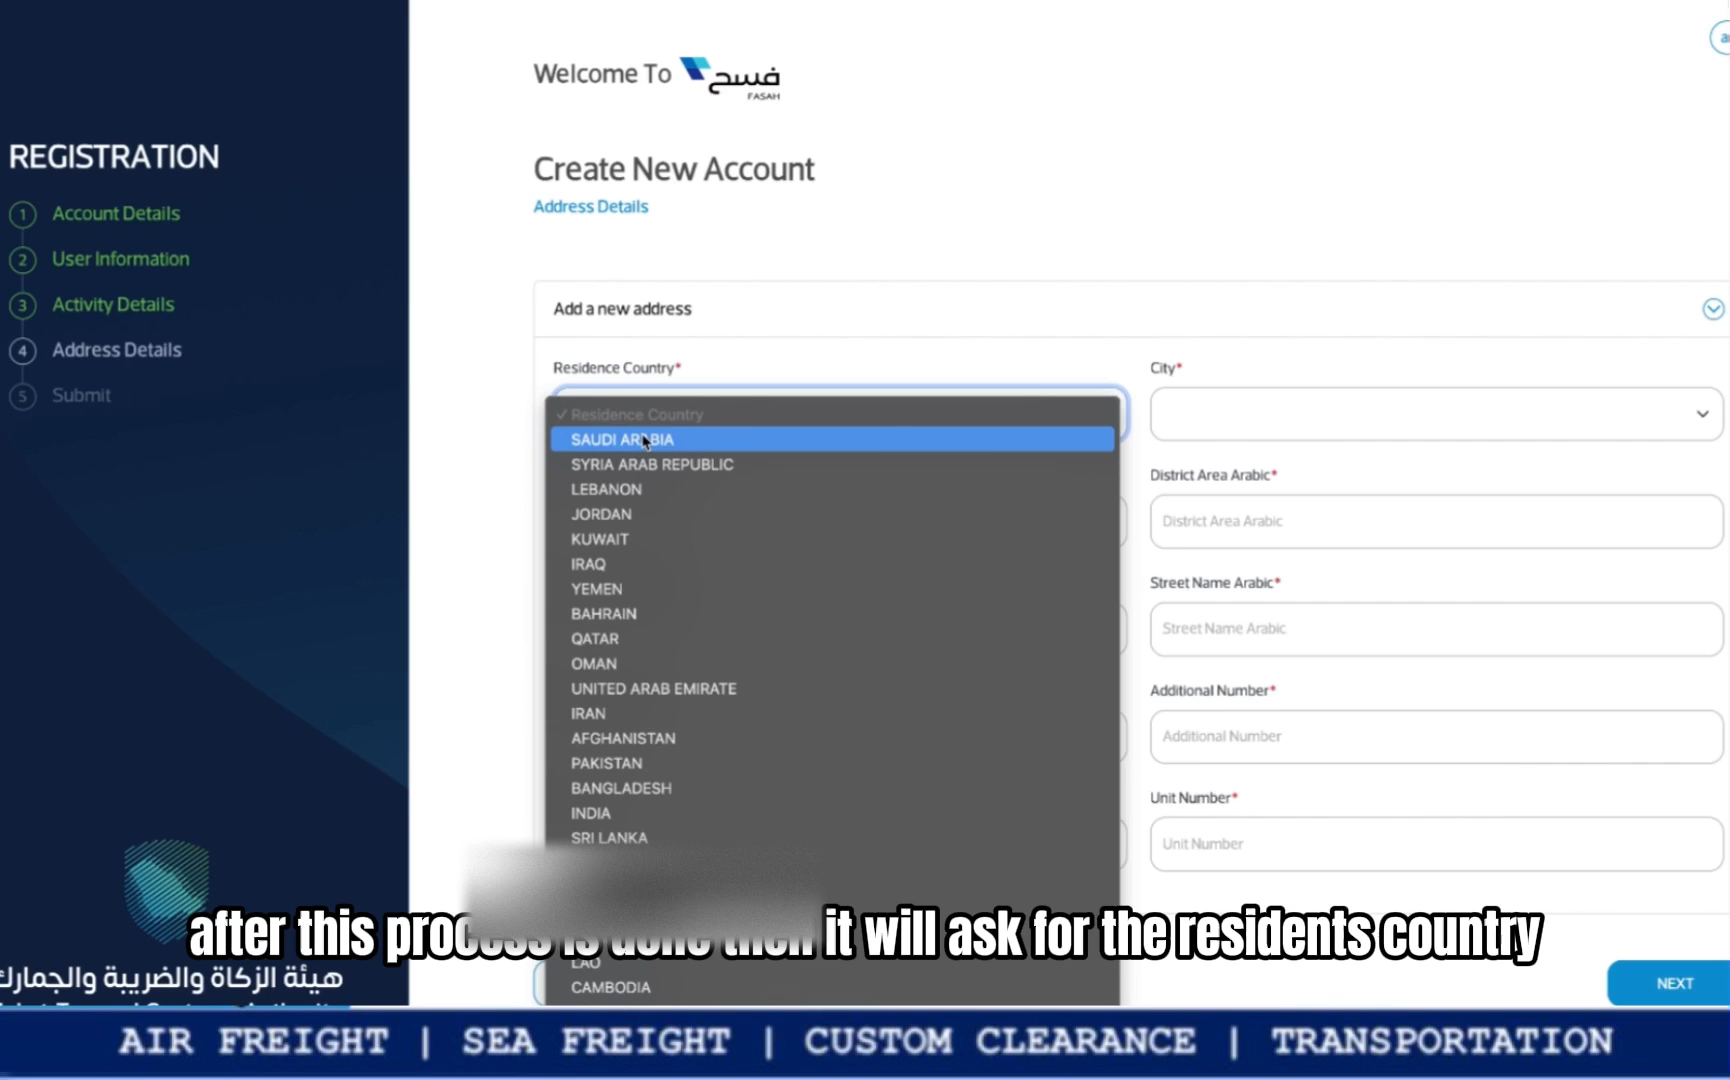 Welcome To فسح
FASAH
REGISTRATION
1 Account Details
2 User Information
3 Activity Details
4 Address Details
5 Submit
Create New Account
Address Details
Add a new address
Residence Country*
✓ Residence Country
SAUDI ARABIA
SYRIA ARAB REPUBLIC
LEBANON
JORDAN
KUWAIT
IRAQ
YEMEN
BAHRAIN
QATAR
OMAN
UNITED ARAB EMIRATE
IRAN
AFGHANISTAN
PAKISTAN
BANGLADESH
INDIA
SRI LANKA
LAO
CAMBODIA
City*
District Area Arabic*
District Area Arabic
Street Name Arabic*
Street Name Arabic
Additional Number*
Additional Number
Unit Number*
Unit Number
after this process is done then it will ask for the residents country
هيئة الزكاة والضريبة والجمارك
NEXT
AIR FREIGHT | SEA FREIGHT | CUSTOM CLEARANCE | TRANSPORTATION